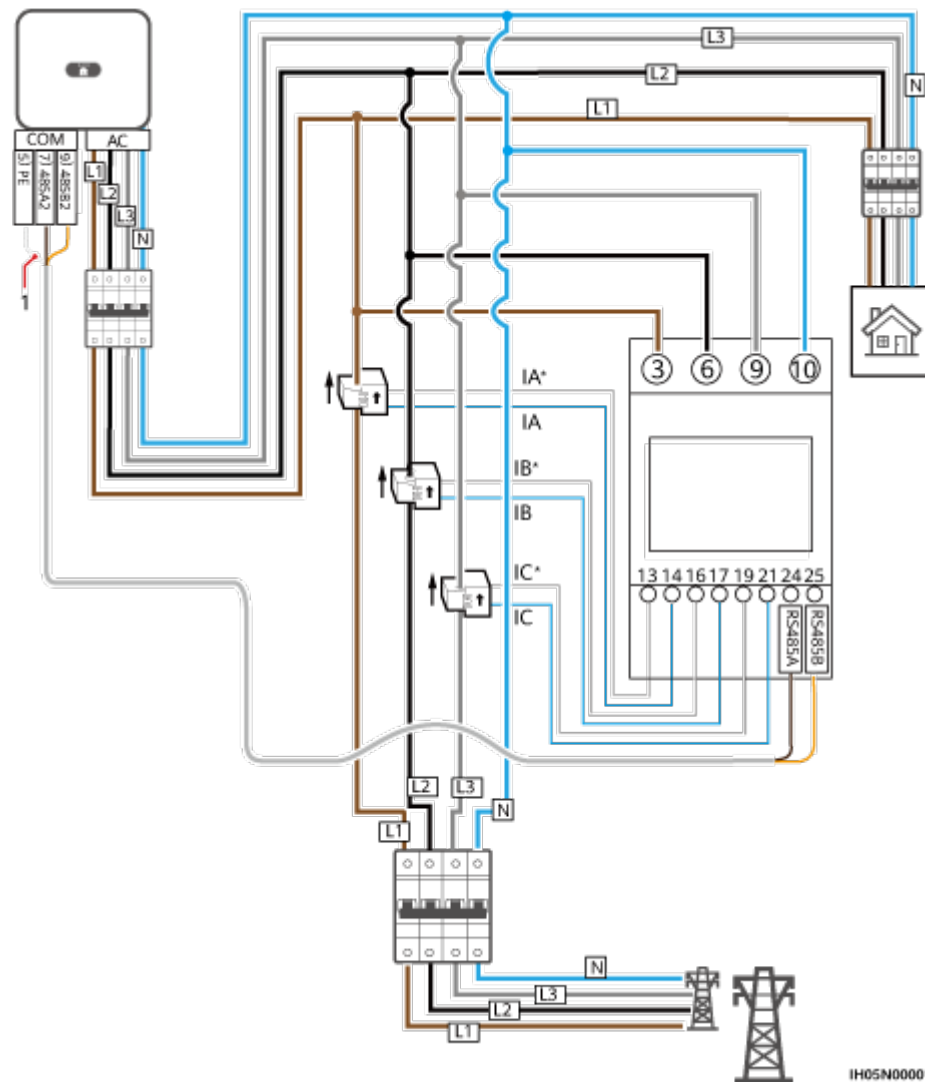 L3
L2
N
L1
COM
AC
5) PE
7) 485A2
9) 485B2
L1
L2
L3
N
1
3
6
9
10
IA*
IA
IB*
IB
IC*
IC
13 14 16 17 19 21 24 25
RS485A
RS485B
L2
L3
N
L1
N
L3
L2
L1
IH05N0000